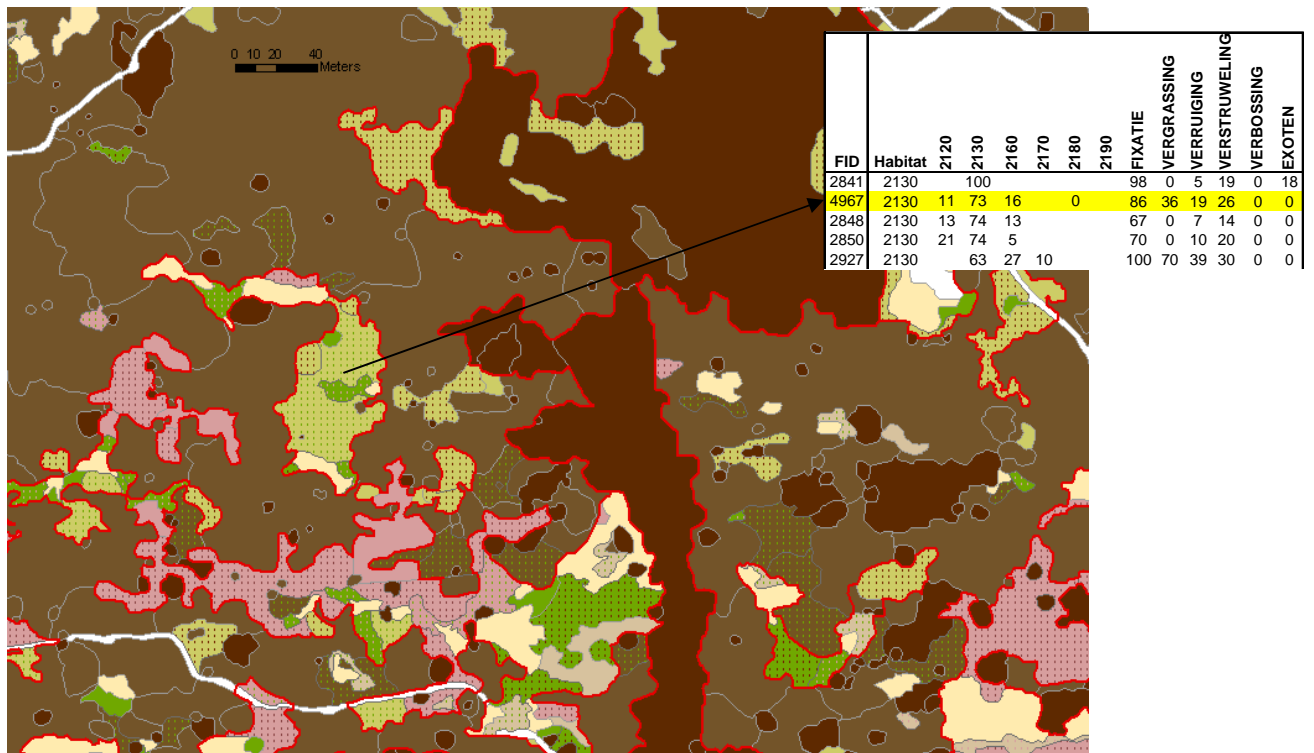 0 10 20 40
Meters
FID Habitat 2120 2130 2160 2170 2180 2190 FIXATIE VERGRASSING VERRUIGING VERSTRUWELING VERBOSSING EXOTEN
2841 2130 100 98 0 5 19 0 18
4967 2130 11 73 16 0 86 36 19 26 0 0
2848 2130 13 74 13 67 0 7 14 0 0
2850 2130 21 74 5 70 0 10 20 0 0
2927 2130 63 27 10 100 70 39 30 0 0